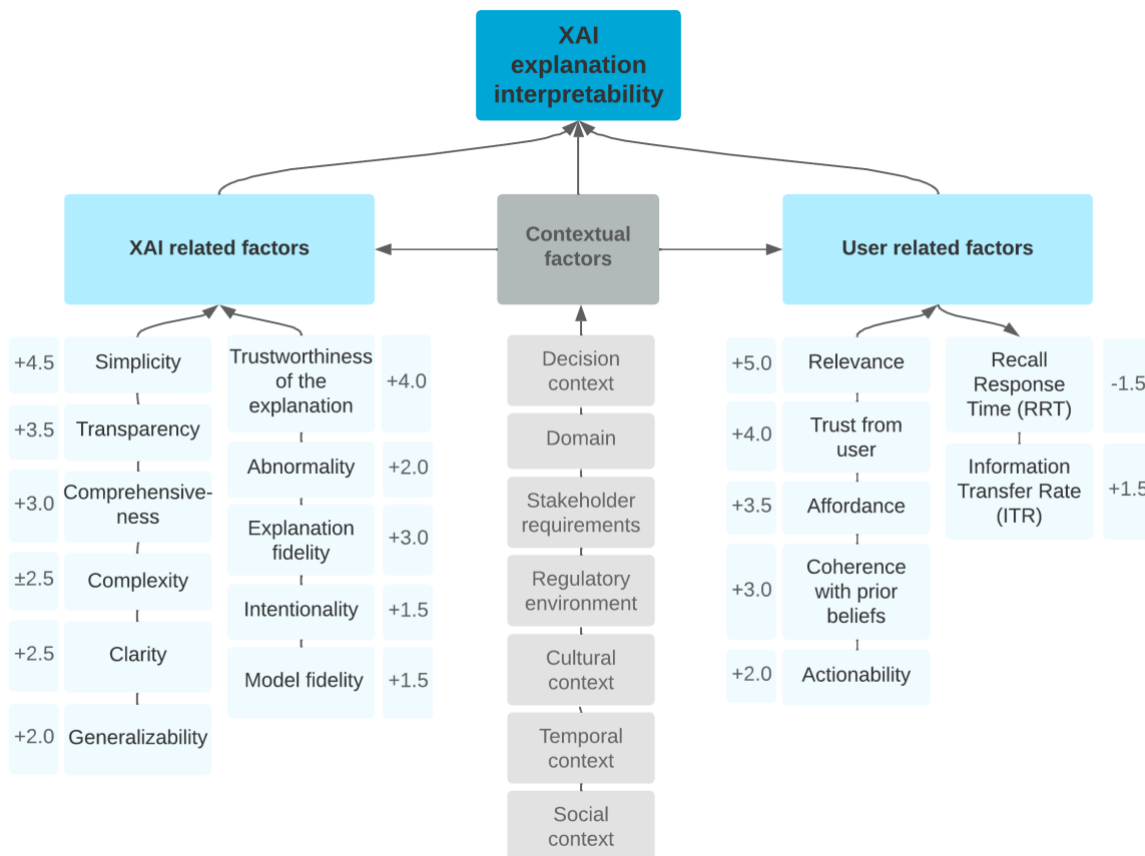 XAI
explanation
interpretability
XAI related factors
Contextual
factors
User related factors
+4.5
Simplicity
+3.5
Transparency
+3.0
Comprehensive-
ness
±2.5
Complexity
+2.5
Clarity
+2.0
Generalizability
Trustworthiness
of the
explanation
+4.0
Abnormality
+2.0
Explanation
fidelity
+3.0
Intentionality
+1.5
Model fidelity
+1.5
Decision
context
Domain
Stakeholder
requirements
Regulatory
environment
Cultural
context
Temporal
context
Social
context
+5.0
Relevance
+4.0
Trust from
user
+3.5
Affordance
+3.0
Coherence
with prior
beliefs
+2.0
Actionability
Recall
Response
Time (RRT)
-1.5
Information
Transfer Rate
(ITR)
+1.5